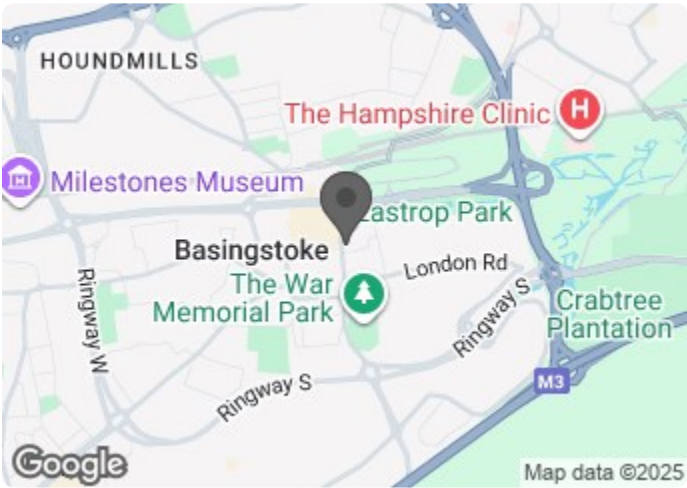 HOUNDMILLS
The Hampshire Clinic
H
Milestones Museum
Eastrop Park
Basingstoke
London Rd
The War
Memorial Park
Ringway W
Ringway S
Crabtree
Plantation
Ringway S
M3
Google
Map data ©2025